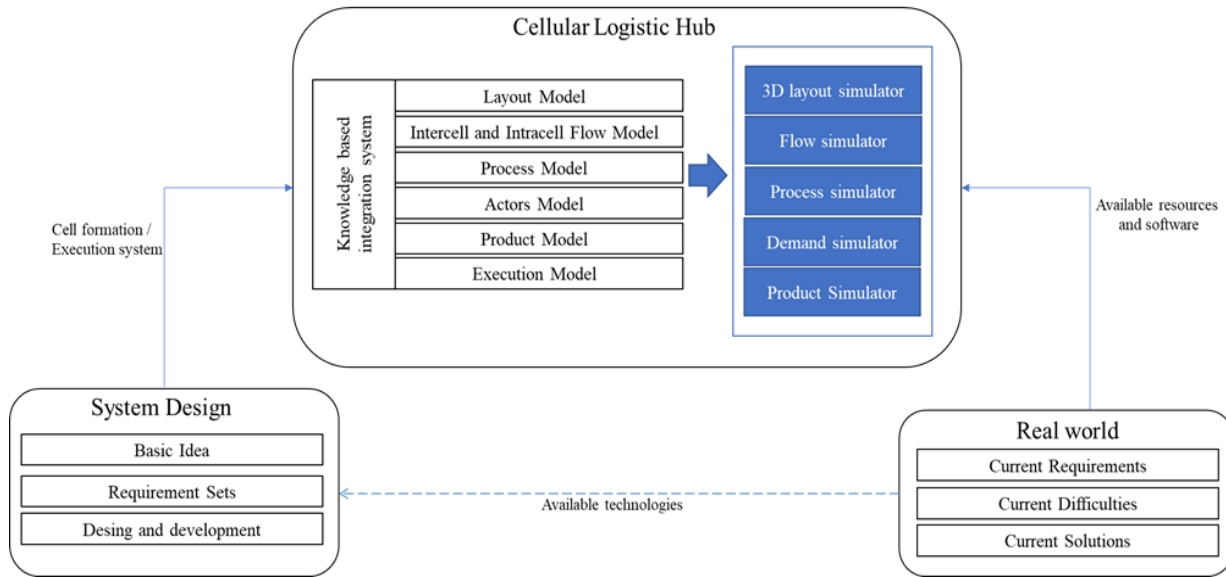 Cellular Logistic Hub
Knowledge based
integration system
Layout Model
Intercell and Intracell Flow Model
Process Model
Actors Model
Product Model
Execution Model
3D layout simulator
Flow simulator
Process simulator
Demand simulator
Product Simulator
Cell formation /
Execution system
Available resources
and software
System Design
Basic Idea
Requirement Sets
Desing and development
Available technologies
Real world
Current Requirements
Current Difficulties
Current Solutions